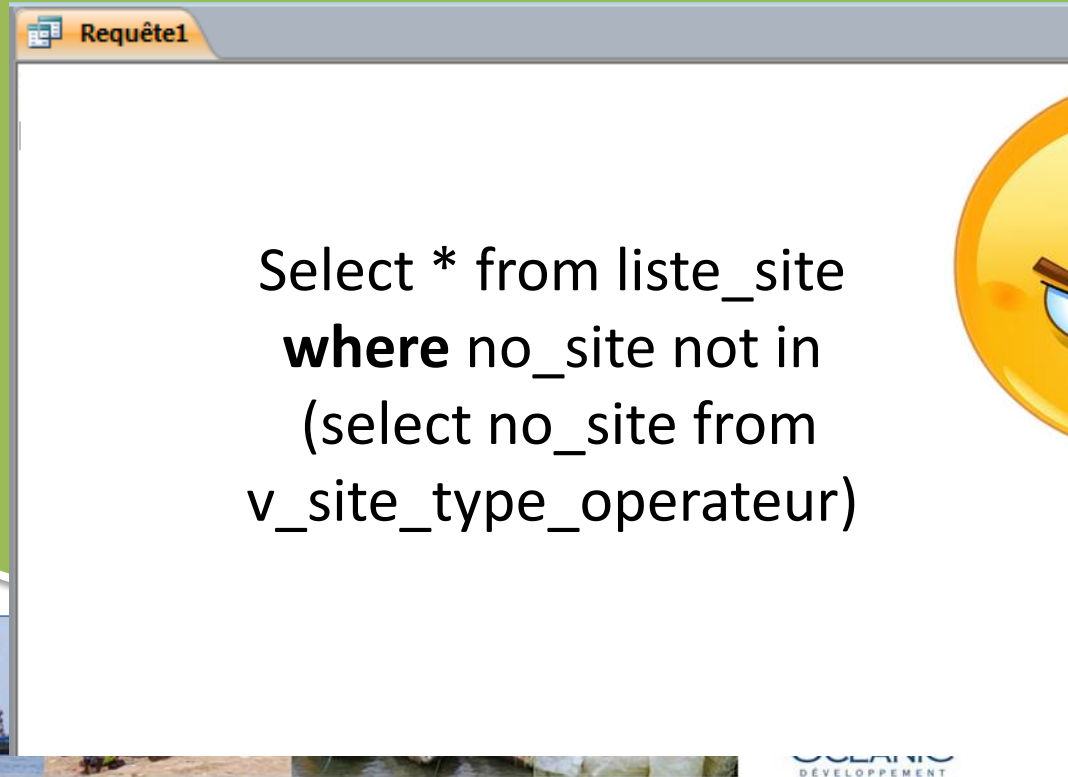 Requête1
Select * from liste_site
where no_site not in
(select no_site from
v_site_type_operateur)
DÉVELOPPEMENT